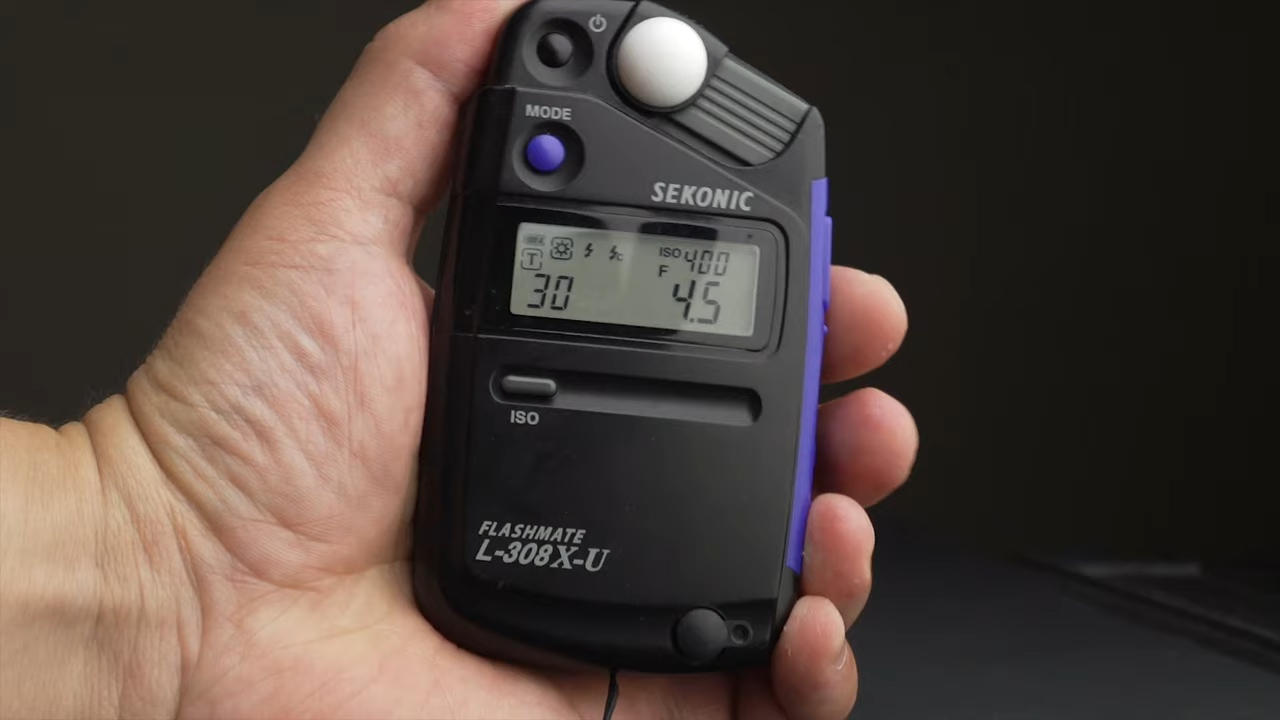 MODE
SEKONIC
ISO 400
T F
30 4.5
ISO
FLASHMATE
L-308X-U